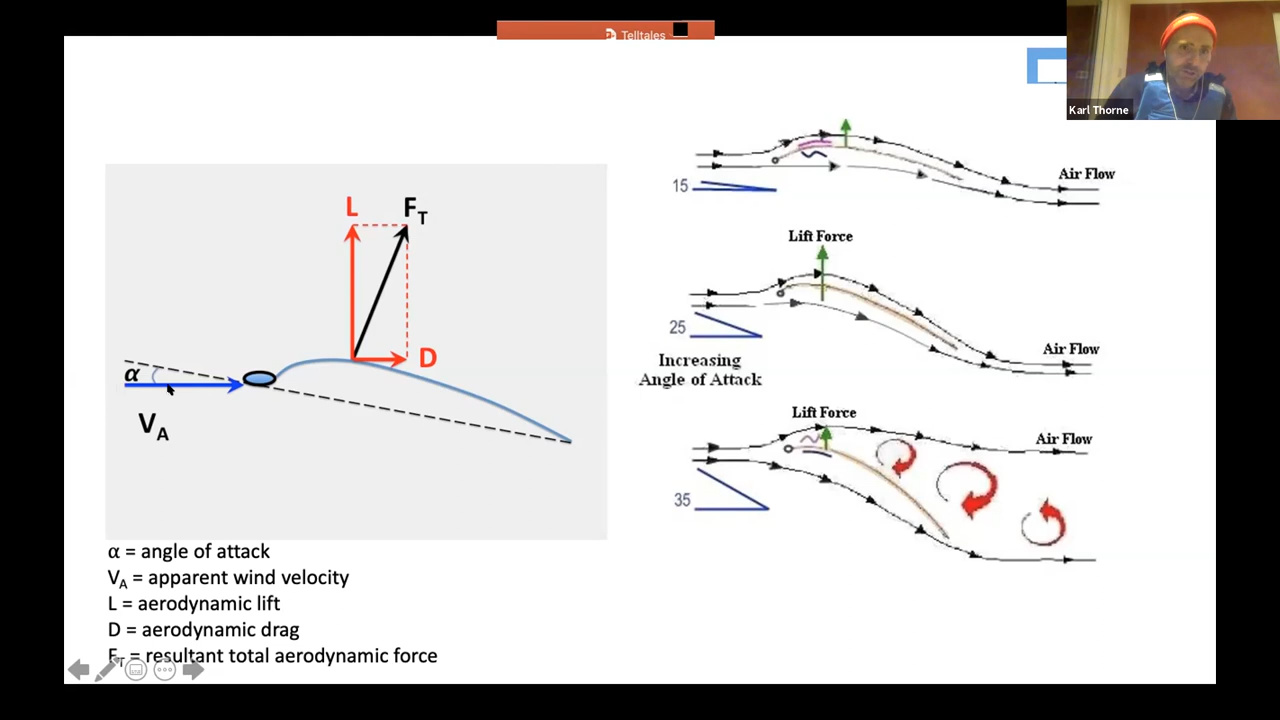 Telltales
Karl Thorne
L
F_T
D
α
V_A
15
Air Flow
Lift Force
25
Increasing
Angle of Attack
Air Flow
Lift Force
Air Flow
35
α = angle of attack
V_A = apparent wind velocity
L = aerodynamic lift
D = aerodynamic drag
F_T = resultant total aerodynamic force